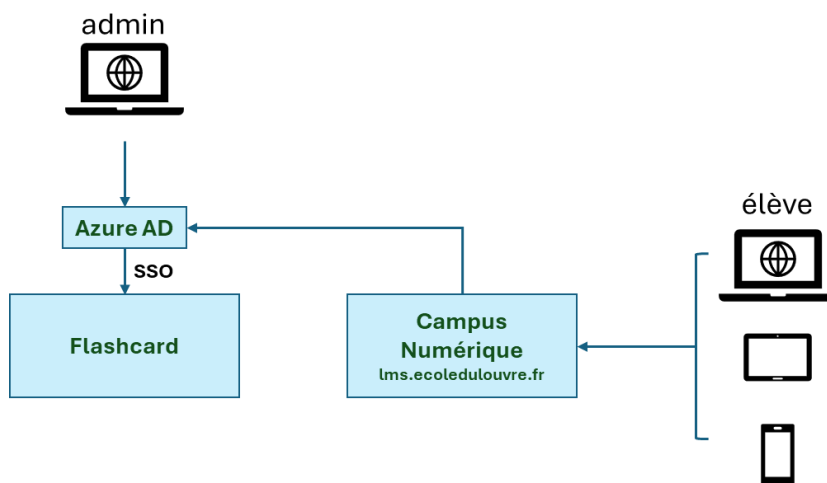 admin
Azure AD
élève
SSO
Flashcard
Campus
Numérique
lms.ecoledulouvre.fr